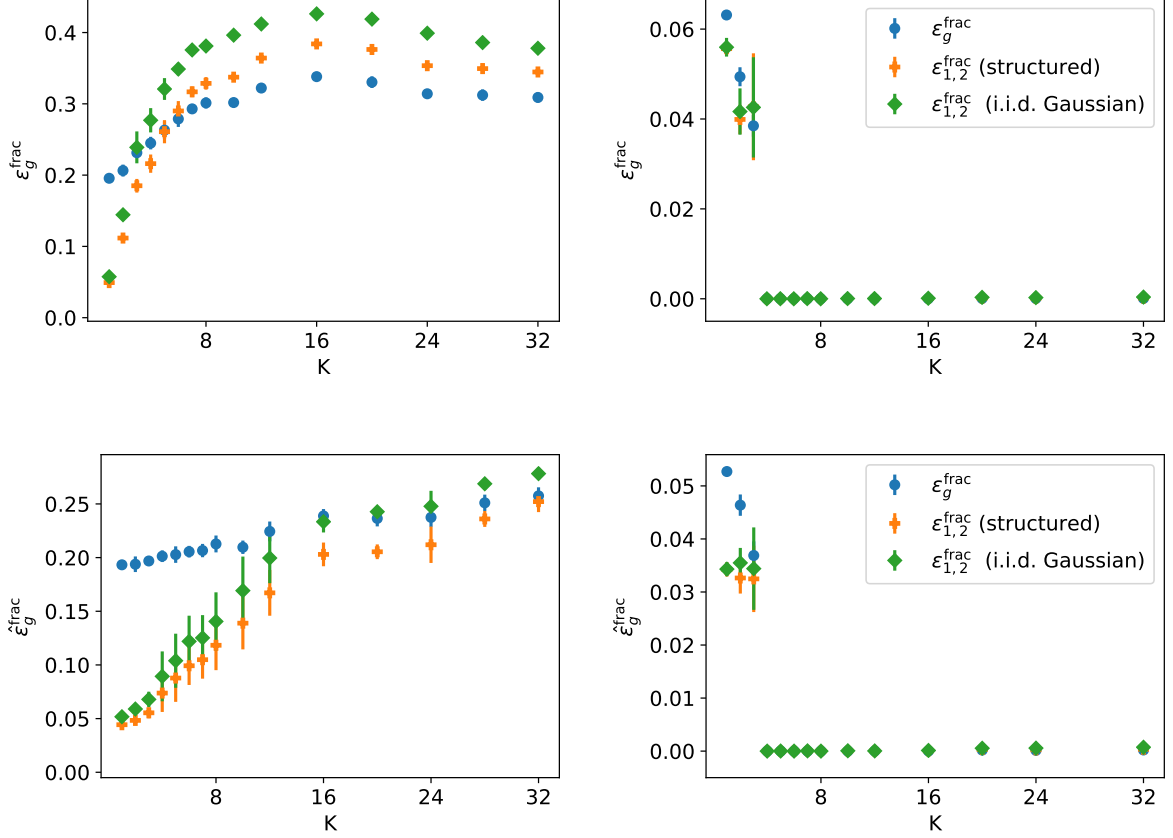 0.4
0.3
0.2
0.1
0.0
ε_g^frac
8 16 24 32
K
0.06
0.04
0.02
0.00
ε_g^frac
8 16 24 32
K
ε_g^frac
ε_{1,2}^frac (structured)
ε_{1,2}^frac (i.i.d. Gaussian)
0.25
0.20
0.15
0.10
0.05
0.00
ε̂_g^frac
8 16 24 32
K
0.05
0.04
0.03
0.02
0.01
0.00
ε̂_g^frac
8 16 24 32
K
ε_g^frac
ε_{1,2}^frac (structured)
ε_{1,2}^frac (i.i.d. Gaussian)